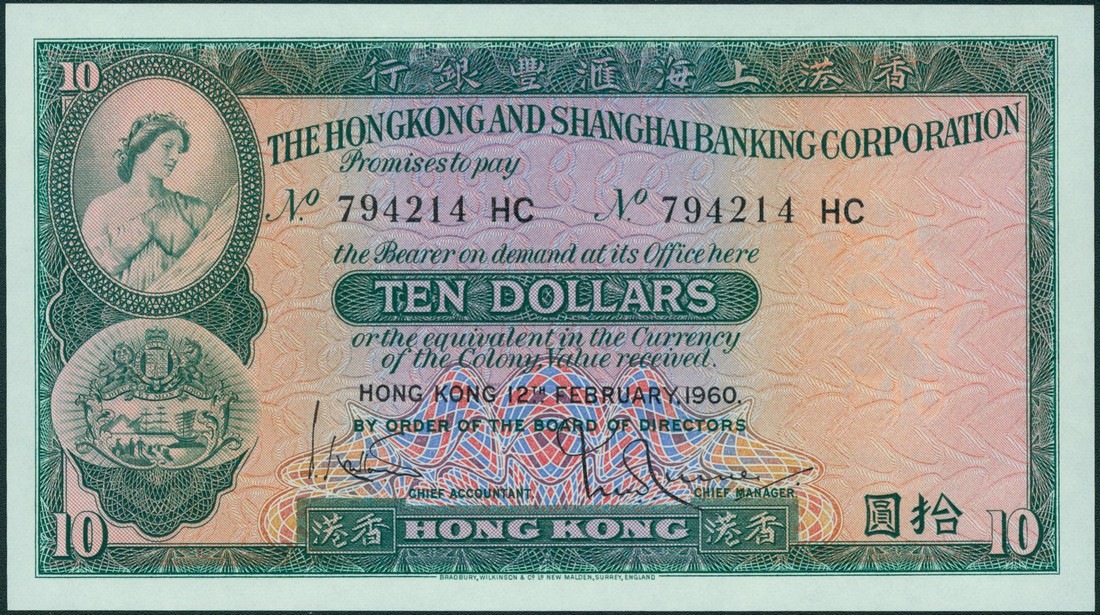 行銀豐滙海上港香
10
THE HONGKONG AND SHANGHAI BANKING CORPORATION
Promises to pay
No. 794214 HC No. 794214 HC
the Bearer on demand at its Office here
TEN DOLLARS
or the equivalent in the Currency
of the Colony, Value received.
HONG KONG 12TH FEBRUARY, 1960.
BY ORDER OF THE BOARD OF DIRECTORS
CHIEF ACCOUNTANT CHIEF MANAGER
圓拾
10 港香 HONG KONG 港香 10
BRADBURY, WILKINSON & Co. Ld. NEW MALDEN, SURREY, ENGLAND